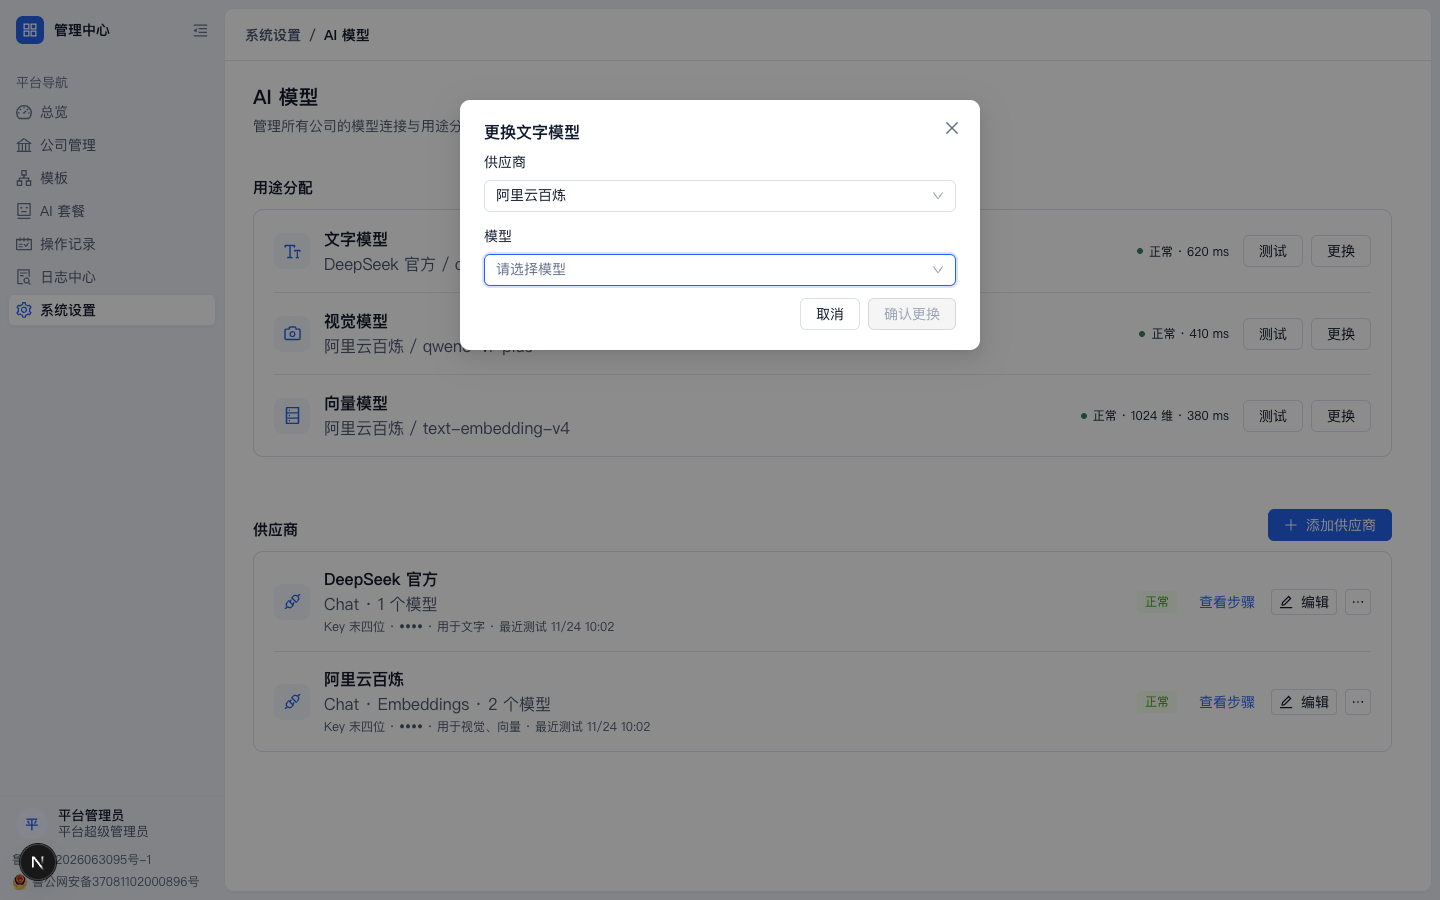 管理中心
平台导航
总览
公司管理
模板
AI 套餐
操作记录
日志中心
系统设置
系统设置 / AI 模型
AI 模型
管理所有公司的模型连接与用途分
用途分配
文字模型
DeepSeek 官方 /
正常 · 620 ms 测试 更换
视觉模型
阿里云百炼 /
正常 · 410 ms 测试 更换
向量模型
阿里云百炼 / text-embedding-v4
正常 · 1024 维 · 380 ms 测试 更换
更换文字模型
供应商
阿里云百炼
模型
请选择模型
取消 确认更换
供应商
添加供应商
DeepSeek 官方
Chat · 1 个模型
Key 末四位 · •••• · 用于文字 · 最近测试 11/24 10:02
正常 查看步骤 编辑 ···
阿里云百炼
Chat · Embeddings · 2 个模型
Key 末四位 · •••• · 用于视觉、向量 · 最近测试 11/24 10:02
正常 查看步骤 编辑 ···
平
平台管理员
平台超级管理员
2026063095号-1
N
鲁公网安备37081102000896号